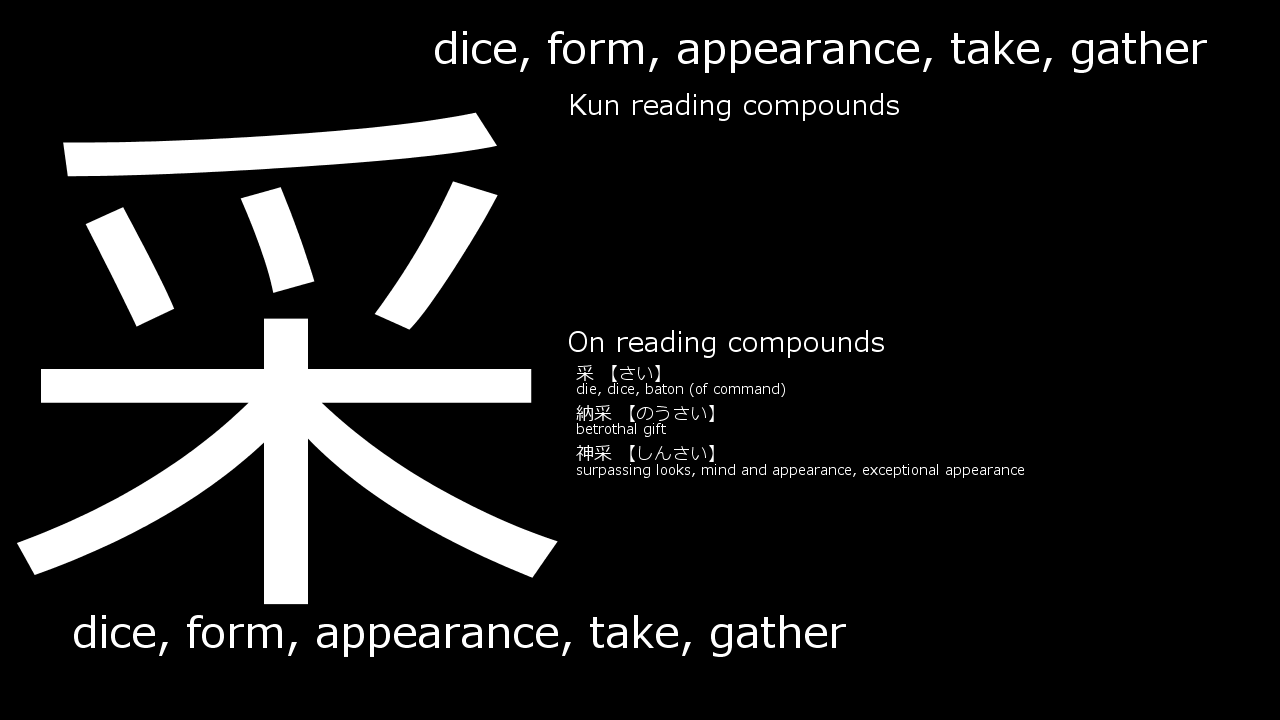 dice, form, appearance, take, gather
采
Kun reading compounds
On reading compounds
采 【さい】
die, dice, baton (of command)
納采 【のうさい】
betrothal gift
神采 【しんさい】
surpassing looks, mind and appearance, exceptional appearance
dice, form, appearance, take, gather